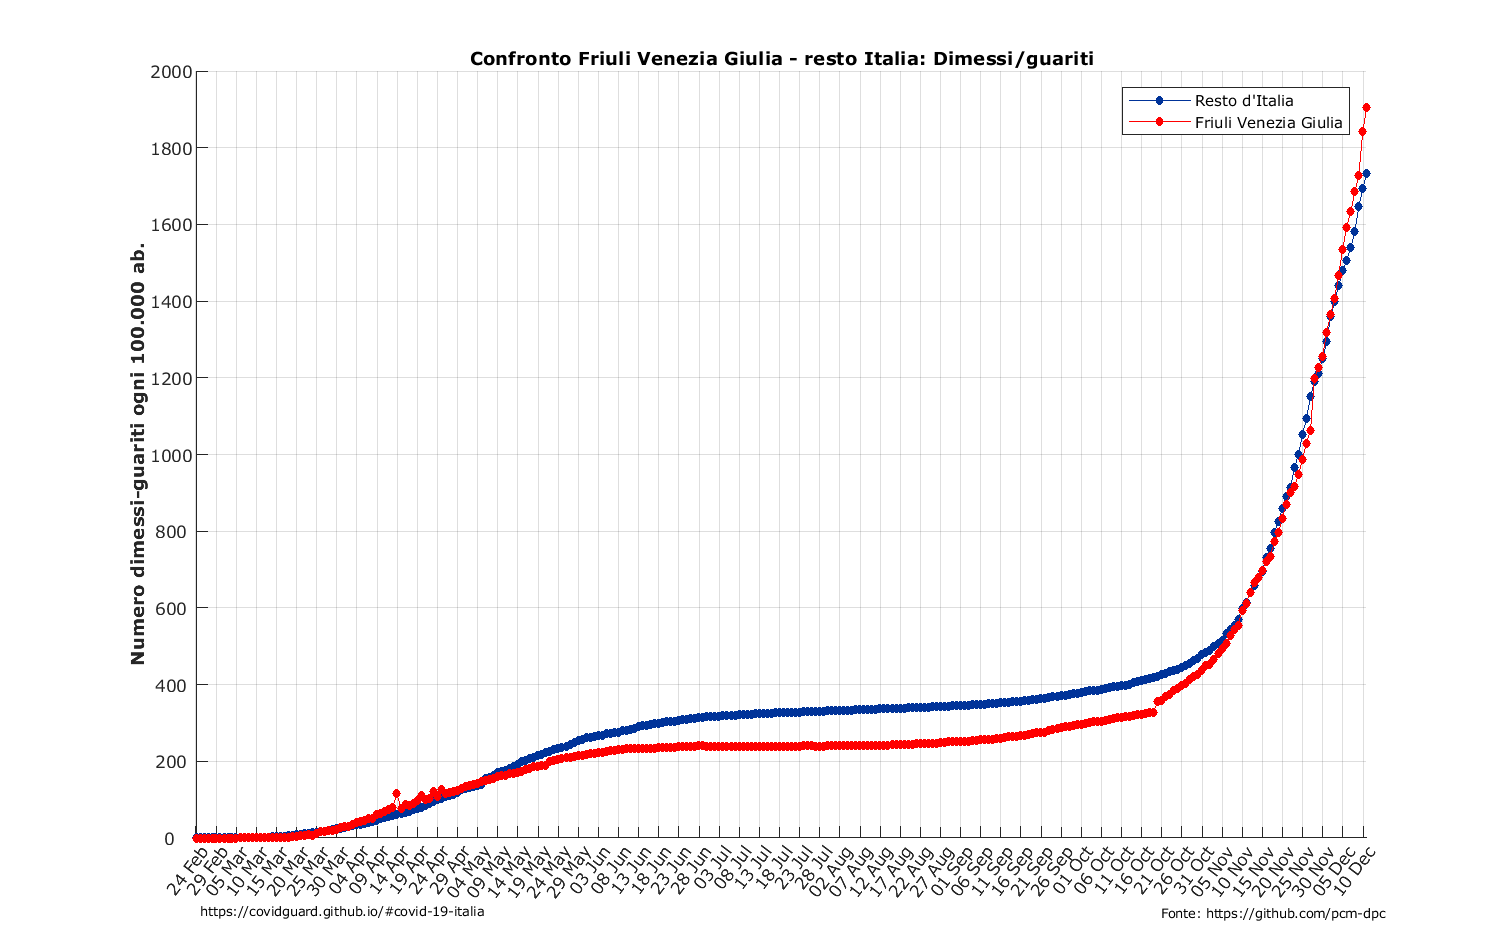 Confronto Friuli Venezia Giulia - resto Italia: Dimessi/guariti
Resto d'Italia
Friuli Venezia Giulia
Numero dimessi-guariti ogni 100.000 ab.
2000
1800
1600
1400
1200
1000
800
600
400
200
0
24 Feb
29 Feb
05 Mar
10 Mar
15 Mar
20 Mar
25 Mar
30 Mar
04 Apr
09 Apr
14 Apr
19 Apr
24 Apr
29 Apr
04 May
09 May
14 May
19 May
24 May
29 May
03 Jun
08 Jun
13 Jun
18 Jun
23 Jun
28 Jun
03 Jul
08 Jul
13 Jul
18 Jul
23 Jul
28 Jul
02 Aug
07 Aug
12 Aug
17 Aug
22 Aug
27 Aug
01 Sep
06 Sep
11 Sep
16 Sep
21 Sep
26 Sep
01 Oct
06 Oct
11 Oct
16 Oct
21 Oct
26 Oct
31 Oct
05 Nov
10 Nov
15 Nov
20 Nov
25 Nov
30 Nov
05 Dec
10 Dec
https://covidguard.github.io/#covid-19-italia
Fonte: https://github.com/pcm-dpc